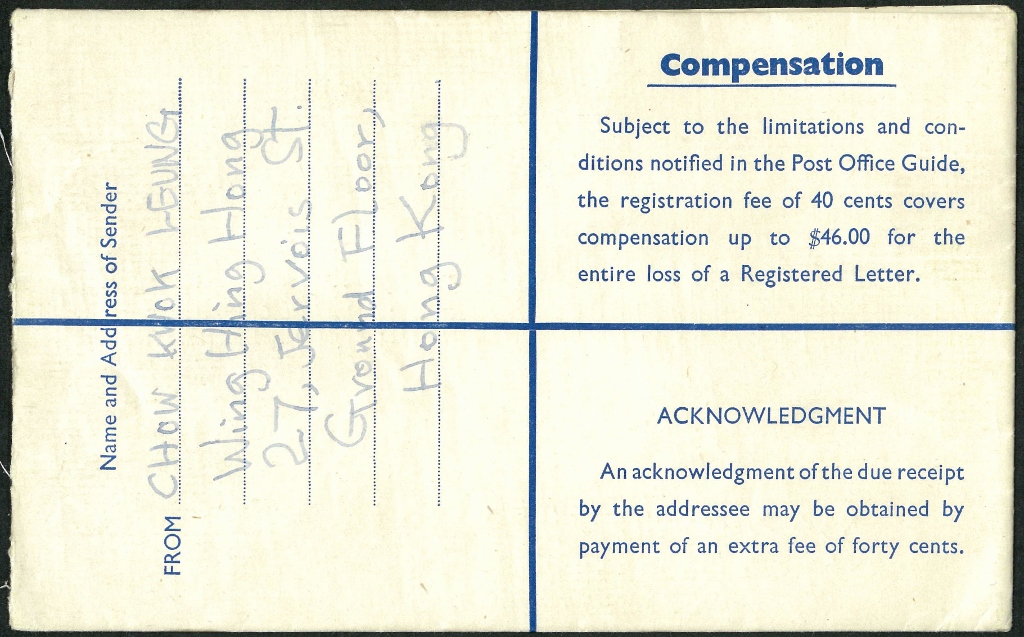 Name and Address of Sender
FROM CHOW KWOK LEUNG
Wing Hing Hong
27, Jervois St.
Ground Floor,
Hong Kong
Compensation
Subject to the limitations and con-
ditions notified in the Post Office Guide,
the registration fee of 40 cents covers
compensation up to $46.00 for the
entire loss of a Registered Letter.
ACKNOWLEDGMENT
An acknowledgment of the due receipt
by the addressee may be obtained by
payment of an extra fee of forty cents.